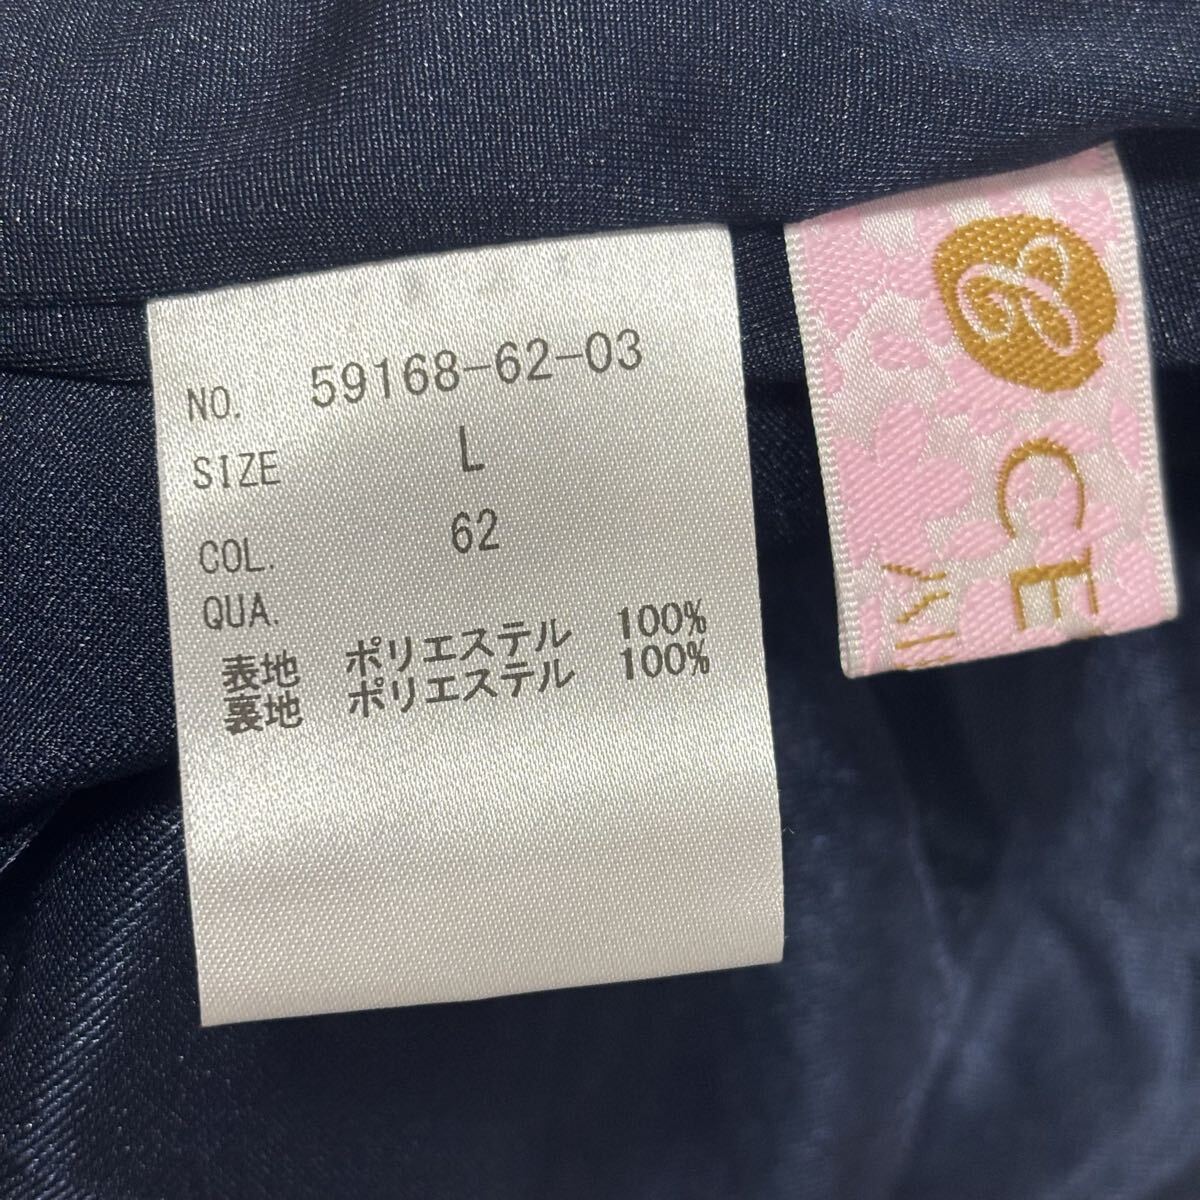 NO. 59168-62-03
SIZE L
COL. 62
QUA.
表地 ポリエステル 100%
裏地 ポリエステル 100%
CE